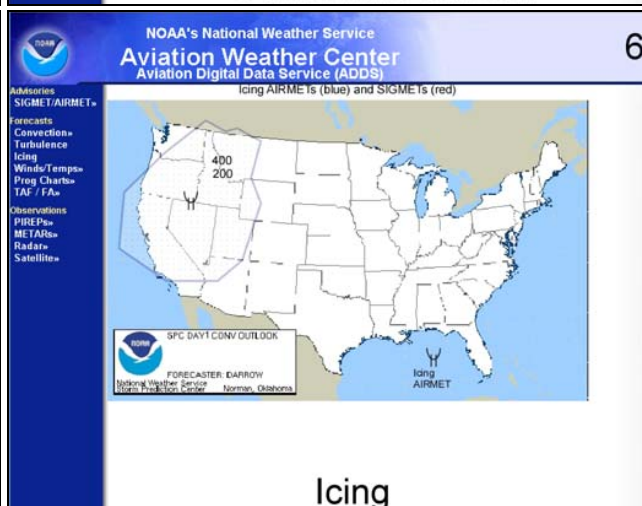 NOAA's National Weather Service
Aviation Weather Center
Aviation Digital Data Service (ADDS)
6
NOAA
Advisories
SIGMET/AIRMET»
Forecasts
Convection»
Turbulence
Icing
Winds/Temps»
Prog Charts»
TAF / FA»
Observations
PIREPs»
METARs»
Radar»
Satellite»
Icing AIRMETs (blue) and SIGMETs (red)
400
200
NOAA
SPC DAY1 CONV OUTLOOK
FORECASTER: DARROW
National Weather Service
Storm Prediction Center Norman, Oklahoma
Icing
AIRMET
Icing